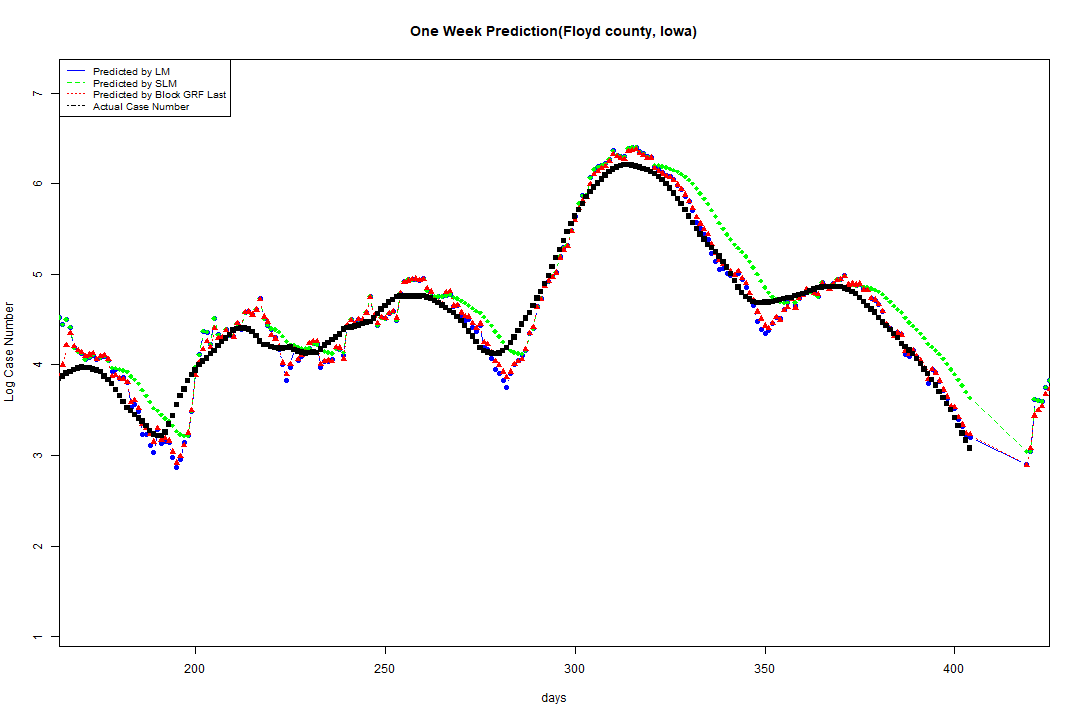 One Week Prediction(Floyd county, Iowa)
Predicted by LM
Predicted by SLM
Predicted by Block GRF Last
Actual Case Number
7
6
5
4
3
2
1
Log Case Number
200 250 300 350 400
days